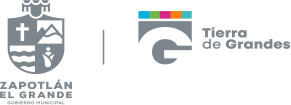 ZAPOTLÁN
EL GRANDE
GOBIERNO MUNICIPAL
Tierra
de Grandes